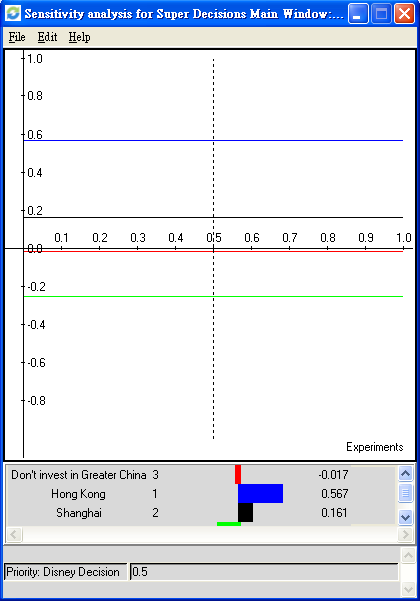 Sensitivity analysis for Super Decisions Main Window:...
File Edit Help
1.0
0.8
0.6
0.4
0.2
0.1 0.2 0.3 0.4 0.5 0.6 0.7 0.8 0.9 1.0
0.0
-0.2
-0.4
-0.6
-0.8
Experiments
Don't invest in Greater China 3 -0.017
Hong Kong 1 0.567
Shanghai 2 0.161
Priority: Disney Decision 0.5